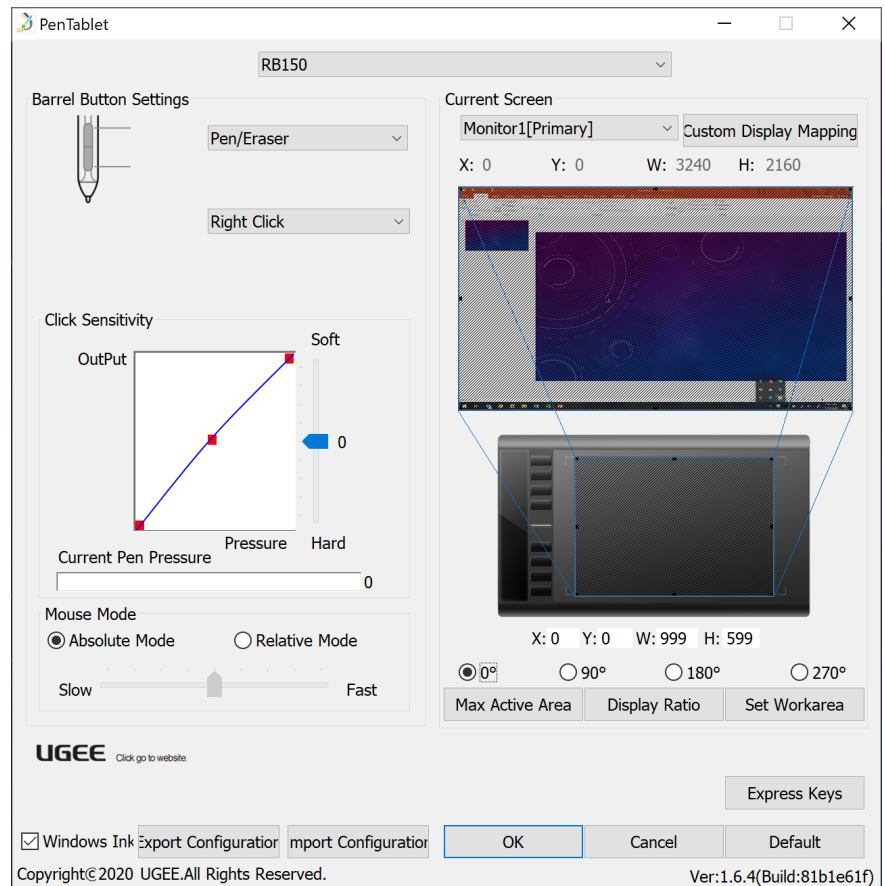 PenTablet
RB150
Barrel Button Settings
Pen/Eraser
Right Click
Click Sensitivity
Soft
OutPut
0
Pressure
Hard
Current Pen Pressure
0
Mouse Mode
Absolute Mode
Relative Mode
Slow
Fast
Current Screen
Monitor1[Primary]
Custom Display Mapping
X: 0 Y: 0 W: 3240 H: 2160
X: 0 Y: 0 W: 999 H: 599
0° 90° 180° 270°
Max Active Area
Display Ratio
Set Workarea
UGEE Click go to website.
Express Keys
Windows Ink
Export Configuration
mport Configuration
OK
Cancel
Default
Copyright©2020 UGEE.All Rights Reserved.
Ver:1.6.4(Build:81b1e61f)